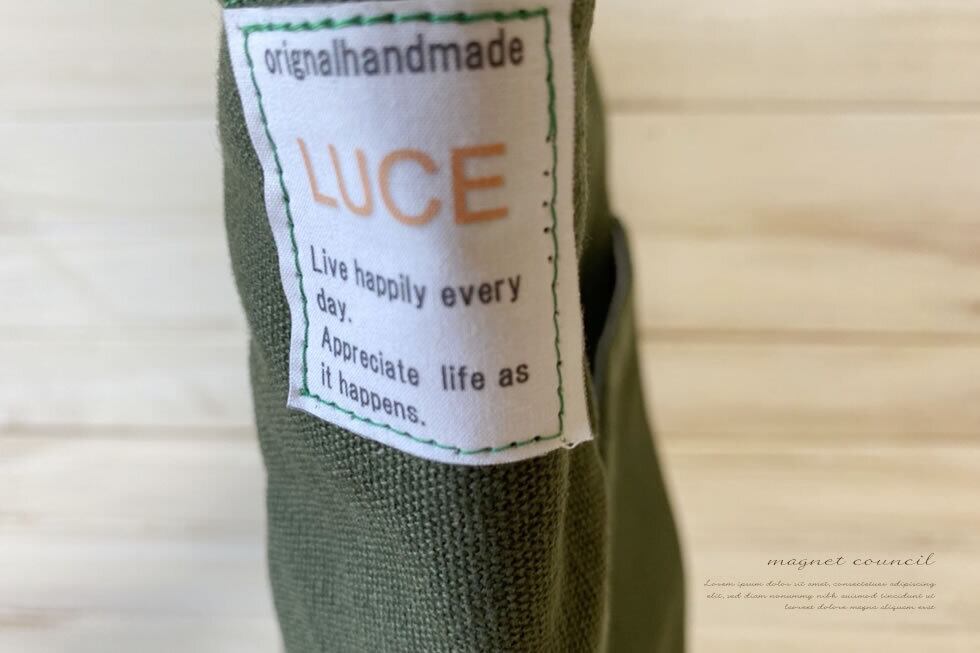 orignalhandmade
LUCE
Live happily every
day.
Appreciate life as
it happens.
magnet council
Lorem ipsum dolor sit amet, consectetuer adipiscing
elit, sed diam nonummy nibh euismod tincidunt ut
laoreet dolore magna aliquam erat